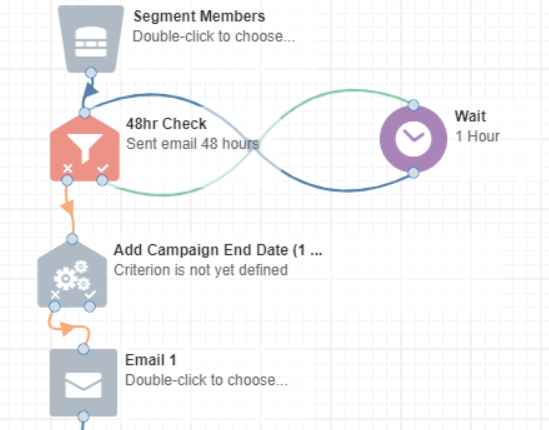 Segment Members
Double-click to choose...
48hr Check
Sent email 48 hours
Wait
1 Hour
Add Campaign End Date (1 ...
Criterion is not yet defined
Email 1
Double-click to choose...